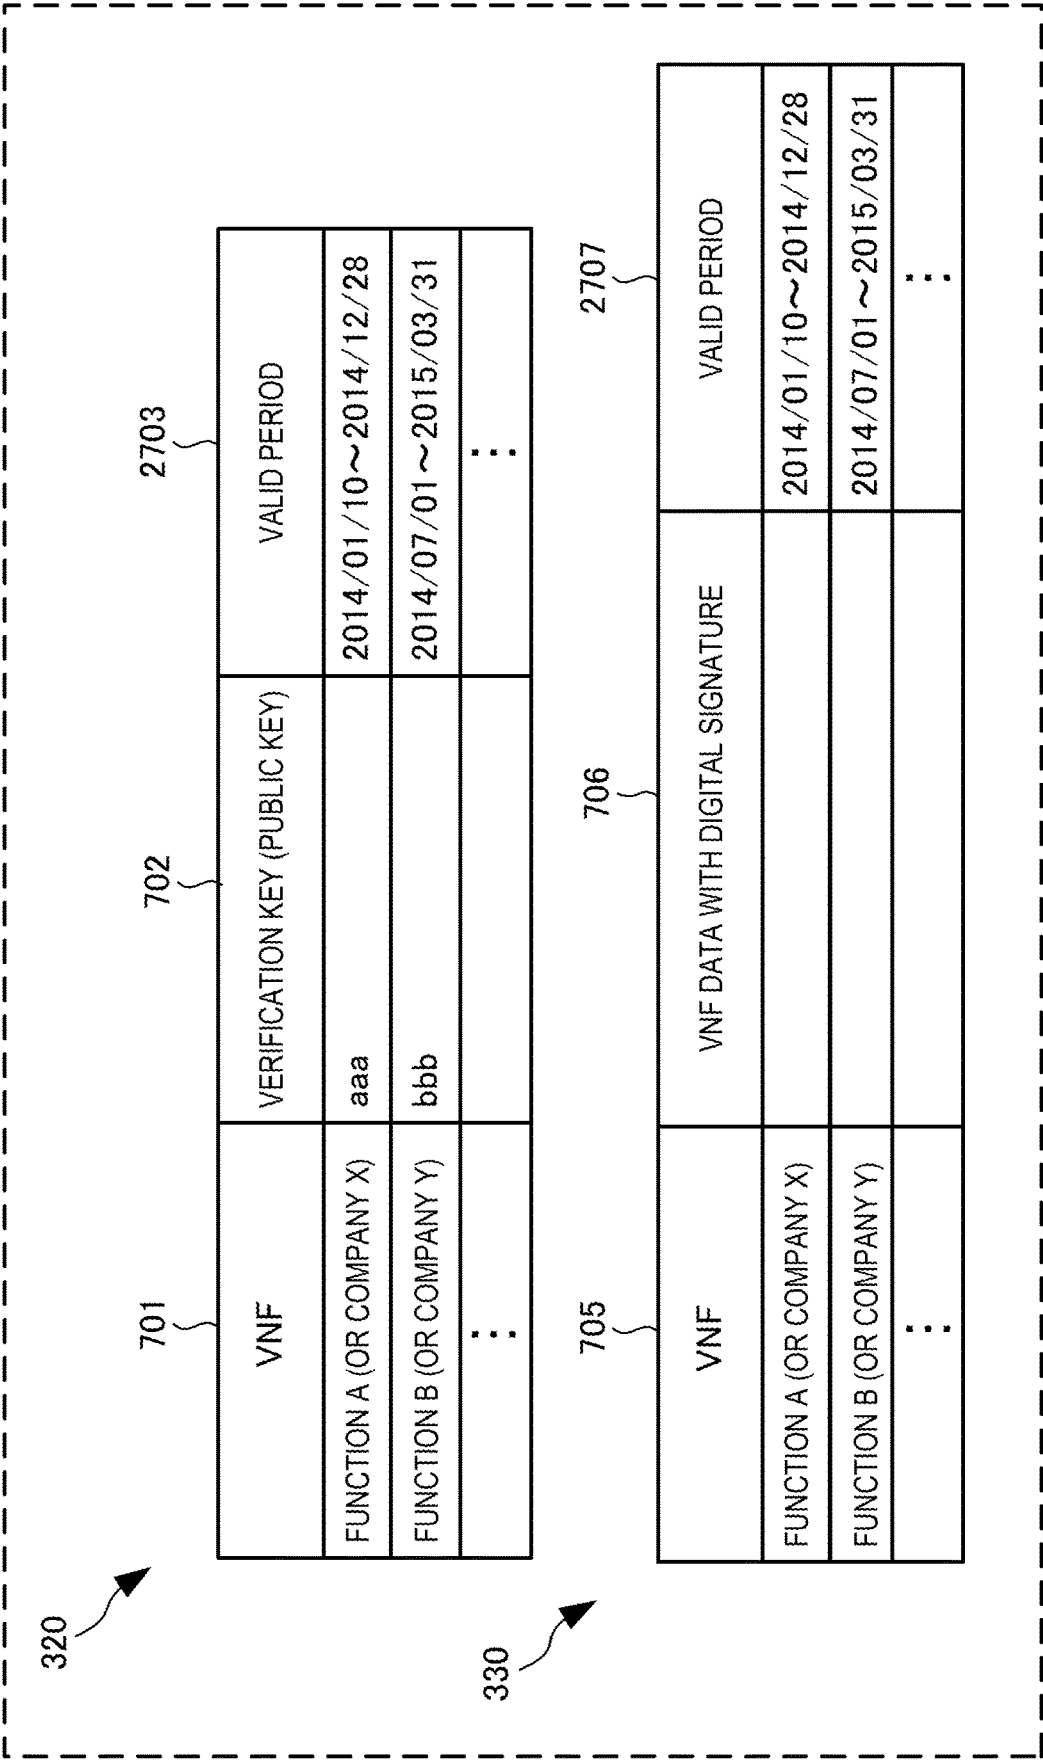 320
701
702
2703
VNF
VERIFICATION KEY (PUBLIC KEY)
VALID PERIOD
FUNCTION A (OR COMPANY X)
aaa
2014/01/10～2014/12/28
FUNCTION B (OR COMPANY Y)
bbb
2014/07/01～2015/03/31
...
...
330
705
706
2707
VNF
VNF DATA WITH DIGITAL SIGNATURE
VALID PERIOD
FUNCTION A (OR COMPANY X)
2014/01/10～2014/12/28
FUNCTION B (OR COMPANY Y)
2014/07/01～2015/03/31
...
...